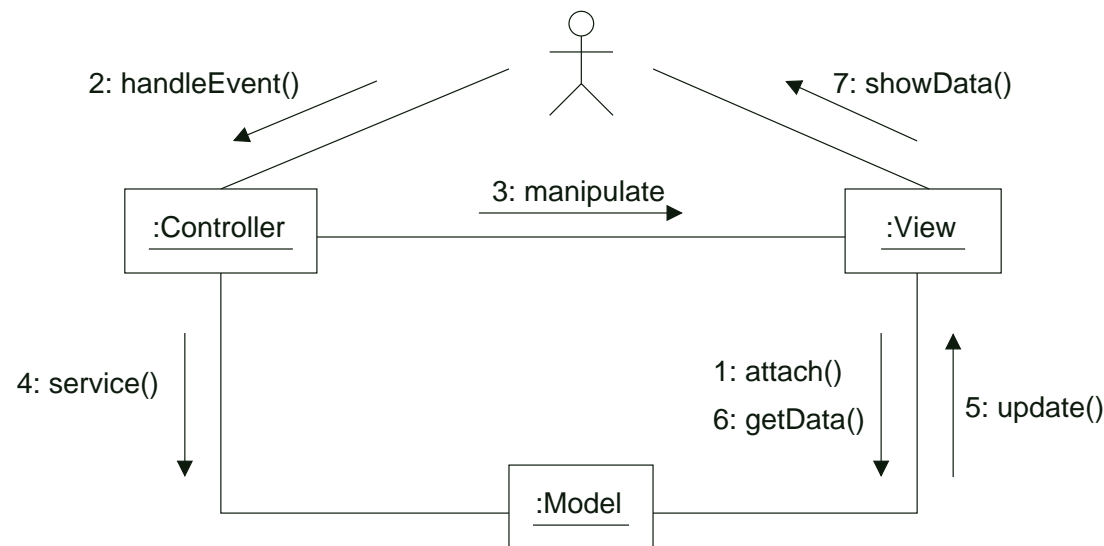 2: handleEvent()
7: showData()
3: manipulate
:Controller
:View
4: service()
1: attach()
6: getData()
5: update()
:Model